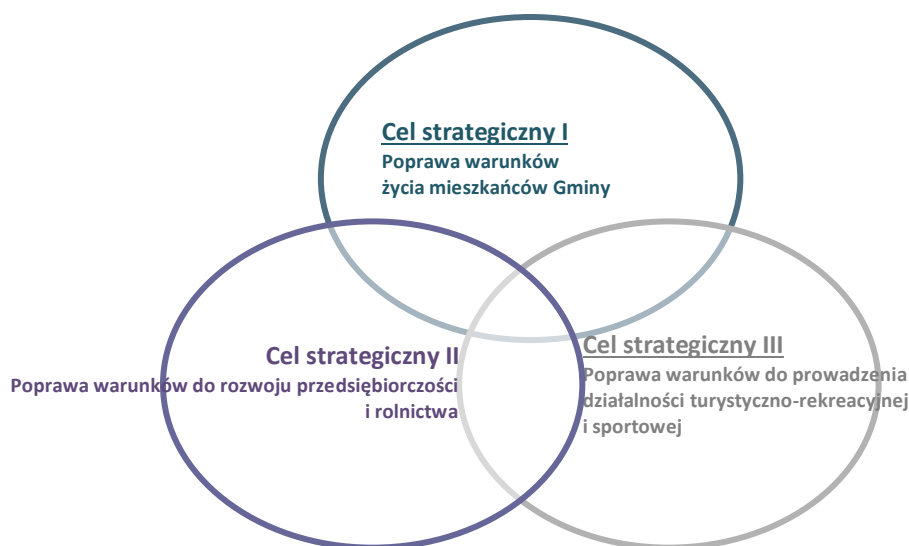 Cel strategiczny I
Poprawa warunków
życia mieszkańców Gminy
Cel strategiczny II
Poprawa warunków do rozwoju przedsiębiorczości
i rolnictwa
Cel strategiczny III
Poprawa warunków do prowadzenia
działalności turystyczno-rekreacyjnej
i sportowej